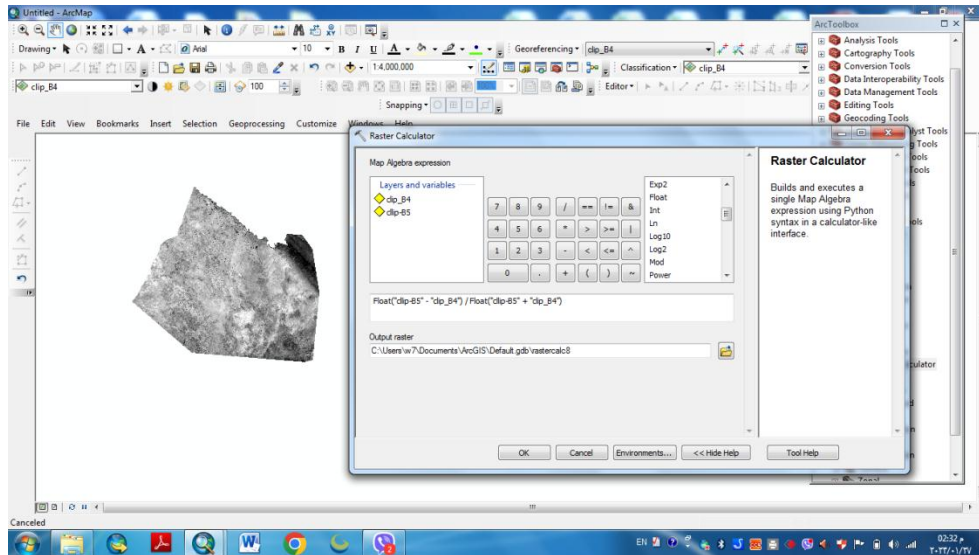 Untitled - ArcMap
Drawing
Arial
10
B I U A
Georeferencing
clip_B4
1:4,000,000
Classification
clip_B4
clip_B4
100
Editor
Snapping
File Edit View Bookmarks Insert Selection Geoprocessing Customize Windows Help
ArcToolbox
Analysis Tools
Cartography Tools
Conversion Tools
Data Interoperability Tools
Data Management Tools
Editing Tools
Geocoding Tools
Raster Calculator
Map Algebra expression
Layers and variables
clip_B4
clip-B5
7 8 9 / == != &
4 5 6 * > >= |
1 2 3 - < <= ^
0 . + ( ) ~
Exp2
Float
Int
Ln
Log10
Log2
Mod
Power
Float("clip-B5" - "clip_B4") / Float("clip-B5" + "clip_B4")
Output raster
C:\Users\w7\Documents\ArcGIS\Default.gdb\rastercalc8
OK
Cancel
Environments...
<< Hide Help
Tool Help
Raster Calculator
Builds and executes a
single Map Algebra
expression using Python
syntax in a calculator-like
interface.
Canceled
EN
02:32 م